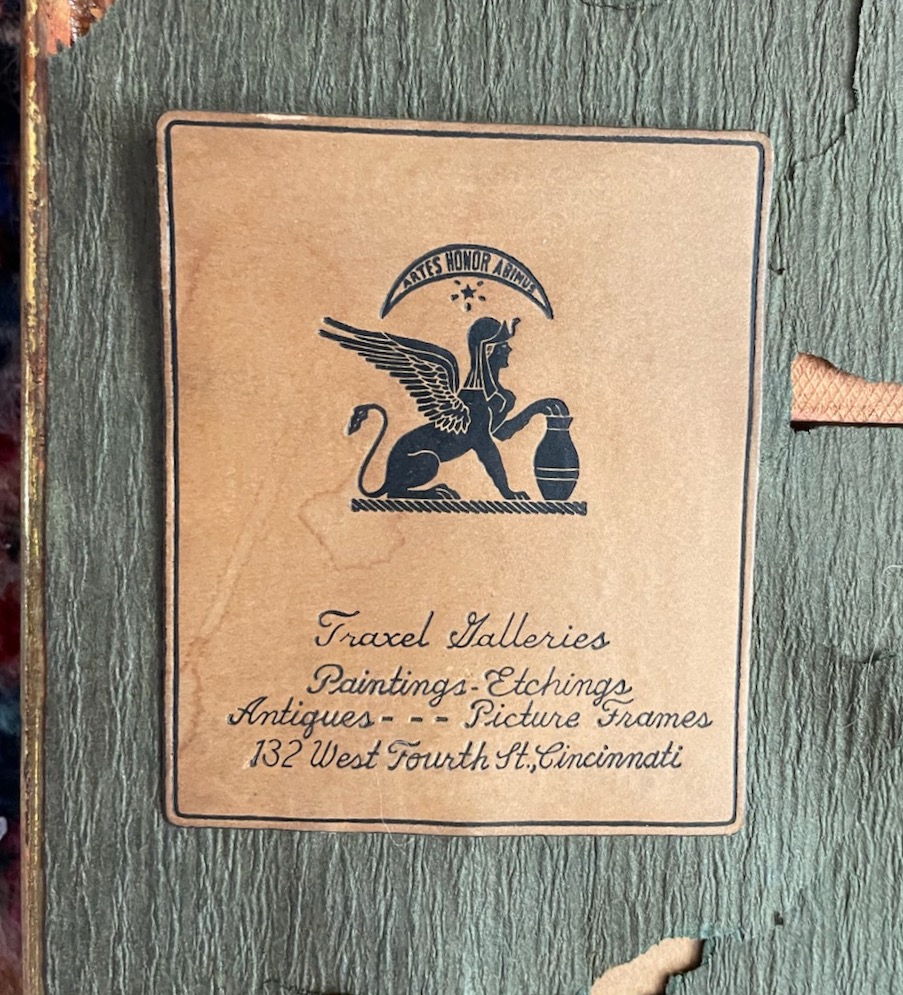 ARTES HONOR ABIMUS
Traxel Galleries
Paintings-Etchings
Antiques- - - Picture Frames
132 West Fourth St., Cincinnati